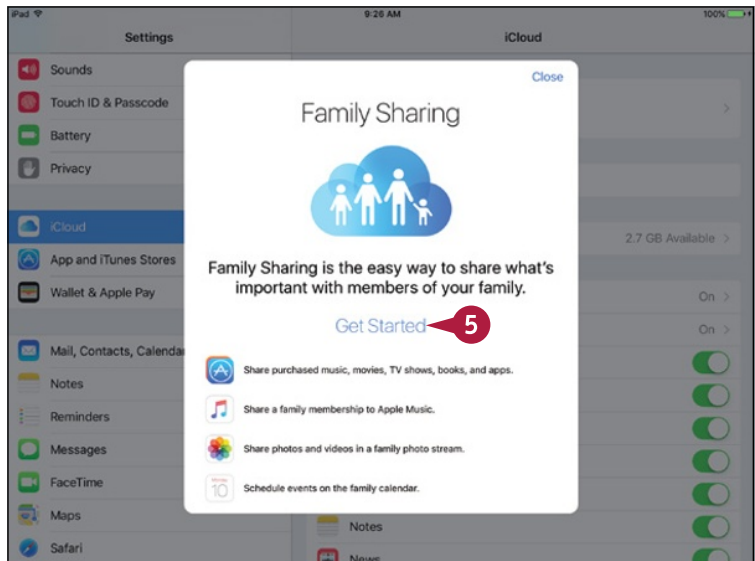 iPad 9:26 AM 100%
Settings iCloud
Sounds
Touch ID & Passcode
Battery
Privacy
iCloud
App and iTunes Stores
Wallet & Apple Pay
Mail, Contacts, Calenda
Notes
Reminders
Messages
FaceTime
Maps
Safari
Close
Family Sharing
Family Sharing is the easy way to share what's
important with members of your family.
Get Started 5
Share purchased music, movies, TV shows, books, and apps.
Share a family membership to Apple Music.
Share photos and videos in a family photo stream.
10 Schedule events on the family calendar.
2.7 GB Available >
On >
On >
Notes
News